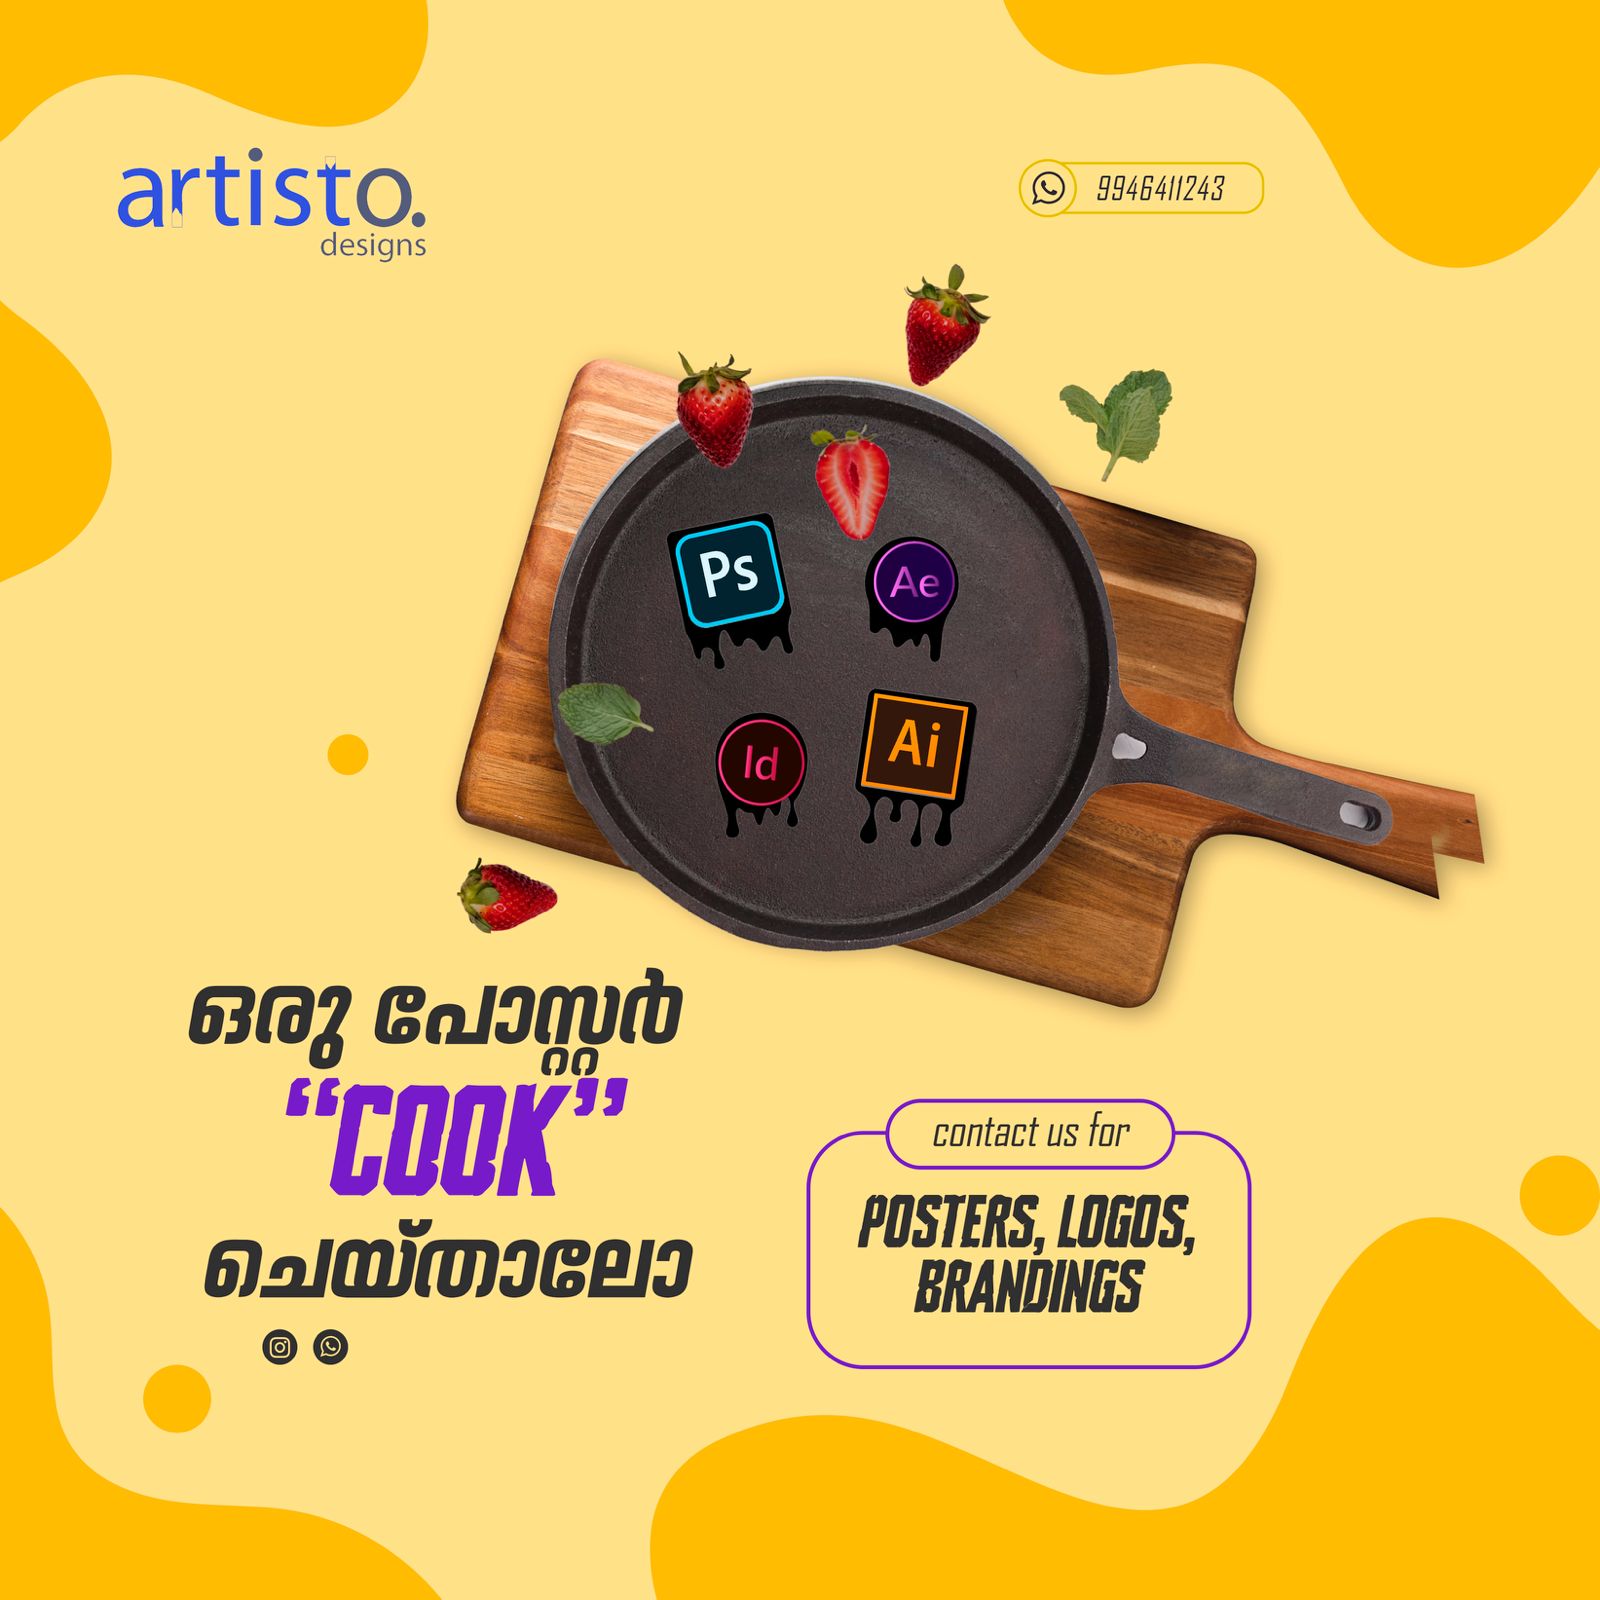 artisto.
designs
9946411243
Ps
Ae
Id
Ai
ഒരു പോസ്റ്റർ
“COOK”
ചെയ്താലോ
contact us for
POSTERS, LOGOS,
BRANDINGS